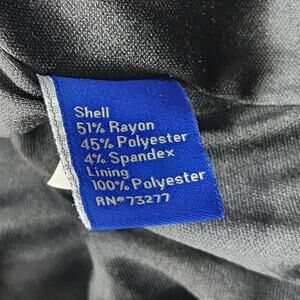 Shell
51% Rayon
45% Polyester
4% Spandex
Lining
100% Polyester
RN#73277